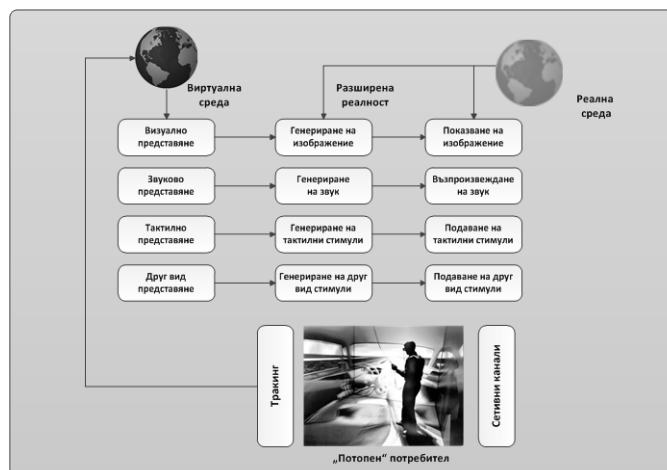 Виртуална
среда
Разширена
реалност
Реална
среда
Визуално
представяне
Генериране на
изображение
Показване на
изображение
Звуково
представяне
Генериране
на звук
Възпроизвеждане
на звук
Тактилно
представяне
Генериране на
тактилни стимули
Подаване на
тактилни стимули
Друг вид
представяне
Генериране на друг
вид стимули
Подаване на друг
вид стимули
Тракинг
Сетивни канали
„Потопен“ потребител